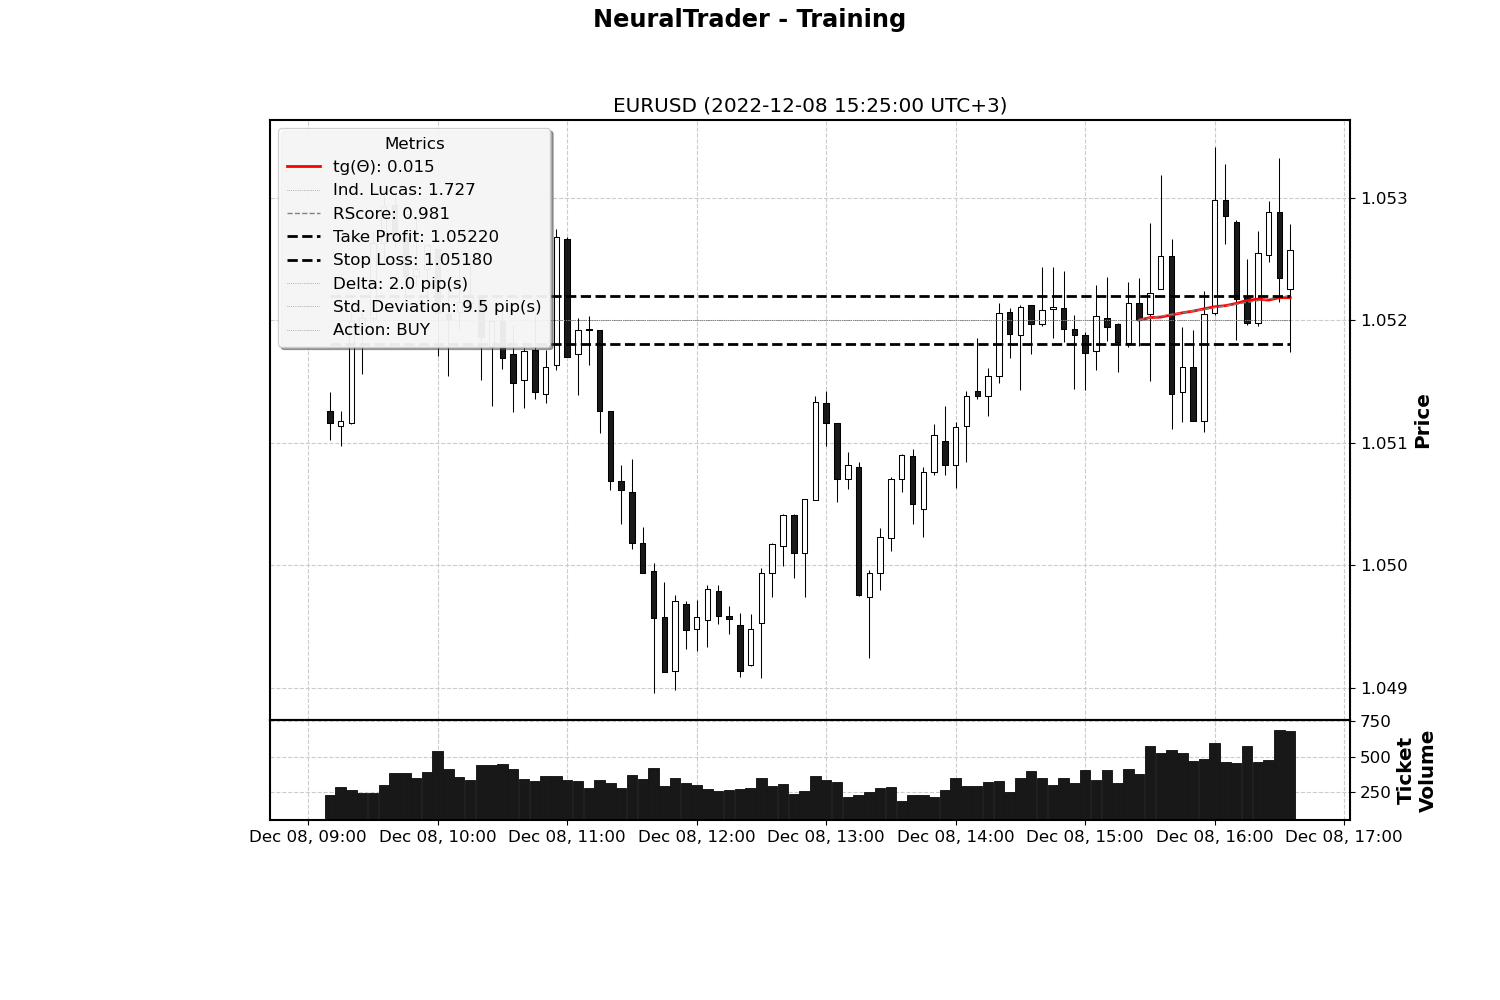 NeuralTrader - Training
EURUSD (2022-12-08 15:25:00 UTC+3)
Metrics
tg(Θ): 0.015
Ind. Lucas: 1.727
RScore: 0.981
Take Profit: 1.05220
Stop Loss: 1.05180
Delta: 2.0 pip(s)
Std. Deviation: 9.5 pip(s)
Action: BUY
1.053
1.052
1.051
1.050
1.049
Price
750
500
250
Ticket
Volume
Dec 08, 09:00 Dec 08, 10:00 Dec 08, 11:00 Dec 08, 12:00 Dec 08, 13:00 Dec 08, 14:00 Dec 08, 15:00 Dec 08, 16:00 Dec 08, 17:00